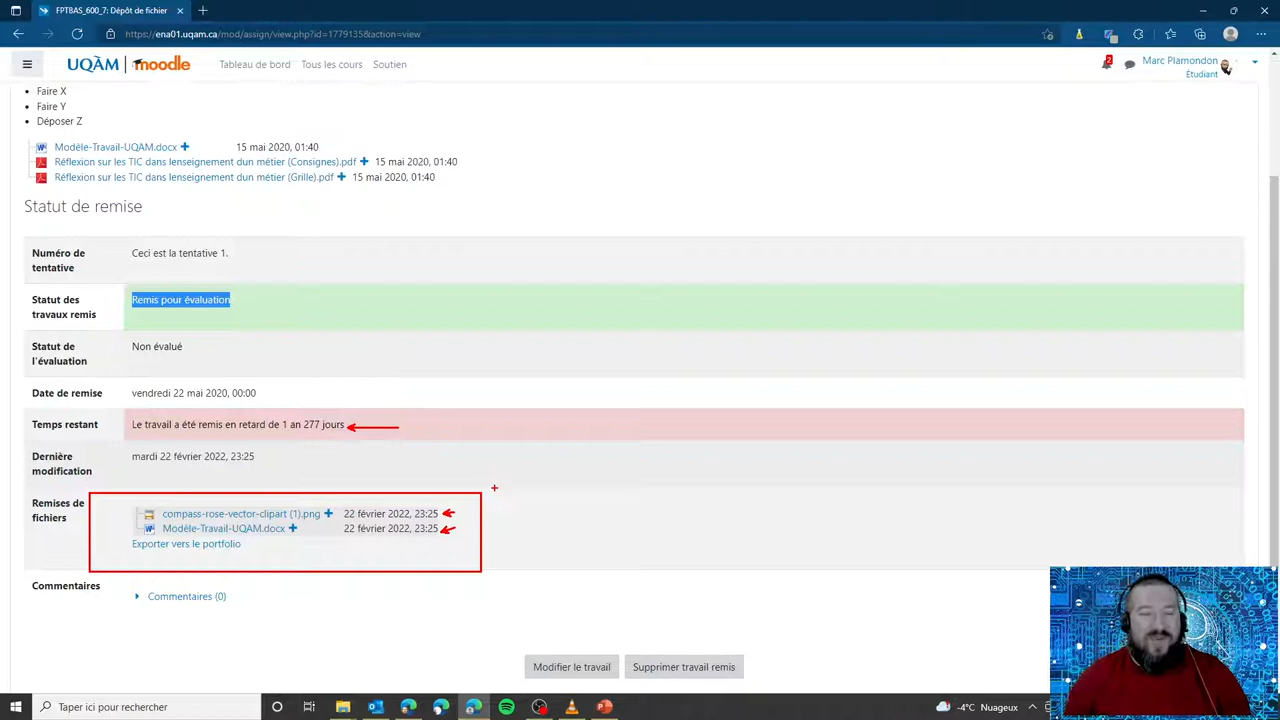 FPTBAS_600_7: Dépôt de fichier
https://ena01.uqam.ca/mod/assign/view.php?id=1779135&action=view
UQÀM | moodle
Tableau de bord Tous les cours Soutien
2
Marc Plamondon
Étudiant
Faire X
Faire Y
Déposer Z
Modèle-Travail-UQAM.docx 15 mai 2020, 01:40
Réflexion sur les TIC dans lenseignement dun métier (Consignes).pdf 15 mai 2020, 01:40
Réflexion sur les TIC dans lenseignement dun métier (Grille).pdf 15 mai 2020, 01:40
Statut de remise
Numéro de tentative
Ceci est la tentative 1.
Statut des travaux remis
Remis pour évaluation
Statut de l'évaluation
Non évalué
Date de remise
vendredi 22 mai 2020, 00:00
Temps restant
Le travail a été remis en retard de 1 an 277 jours
Dernière modification
mardi 22 février 2022, 23:25
Remises de fichiers
compass-rose-vector-clipart (1).png 22 février 2022, 23:25
Modèle-Travail-UQAM.docx 22 février 2022, 23:25
Exporter vers le portfolio
Commentaires
Commentaires (0)
Modifier le travail
Supprimer travail remis
Taper ici pour rechercher
-4°C Nuageux